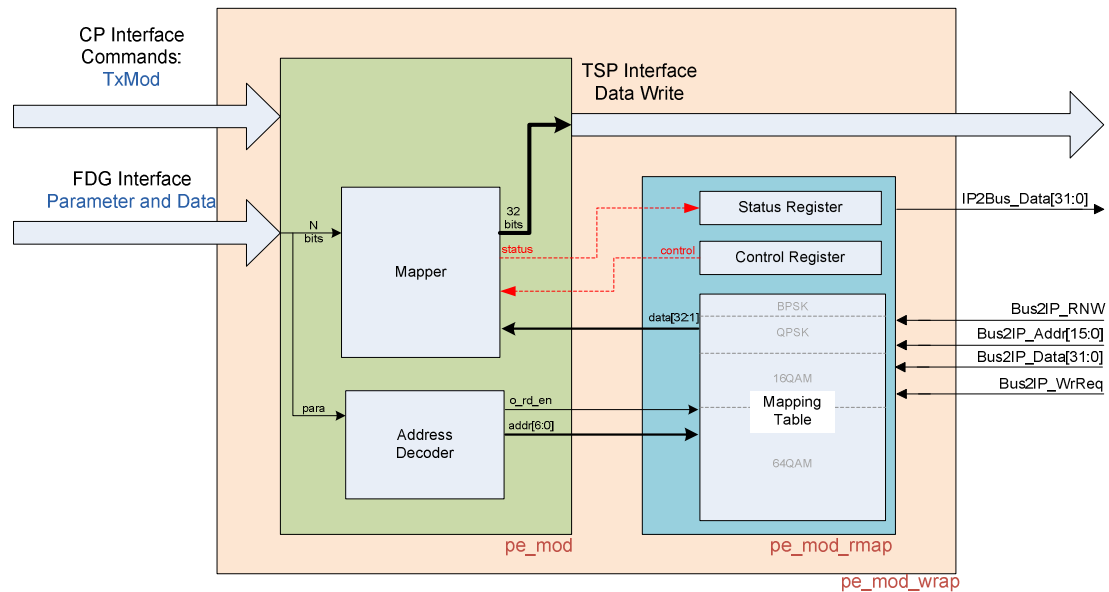 CP Interface
Commands:
TxMod
TSP Interface
Data Write
FDG Interface
Parameter and Data
N
bits
Mapper
32
bits
status
control
Status Register
Control Register
IP2Bus_Data[31:0]
data[32:1]
BPSK
QPSK
16QAM
Mapping
Table
64QAM
Bus2IP_RNW
Bus2IP_Addr[15:0]
Bus2IP_Data[31:0]
Bus2IP_WrReq
para
Address
Decoder
o_rd_en
addr[6:0]
pe_mod
pe_mod_rmap
pe_mod_wrap